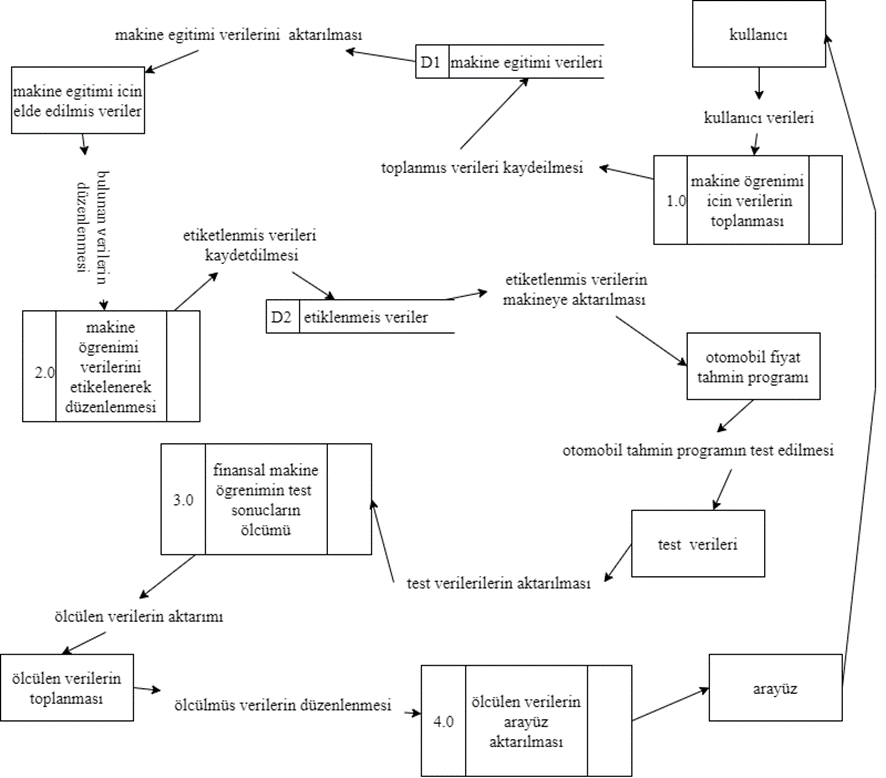 makine egitimi verilerini aktarılması
D1
makine egitimi verileri
kullanıcı
makine egitimi icin
elde edilmis veriler
kullanıcı verileri
toplanmıs verileri kaydeilmesi
1.0
makine ögrenimi
icin verilerin
toplanması
bulunan verilerin
düzenlenmesi
etiketlenmis verileri
kaydetdilmesi
D2
etiklenmeis veriler
etiketlenmis verilerin
makineye aktarılması
2.0
makine
ögrenimi
verilerini
etikelenerek
düzenlenmesi
otomobil fiyat
tahmin programı
otomobil tahmin programın test edilmesi
3.0
finansal makine
ögrenimin test
sonucların
ölcümü
test verileri
test verilerilerin aktarılması
ölcülen verilerin aktarımı
ölcülen verilerin
toplanması
ölcülmüs verilerin düzenlenmesi
4.0
ölcülen verilerin
arayüz
aktarılması
arayüz